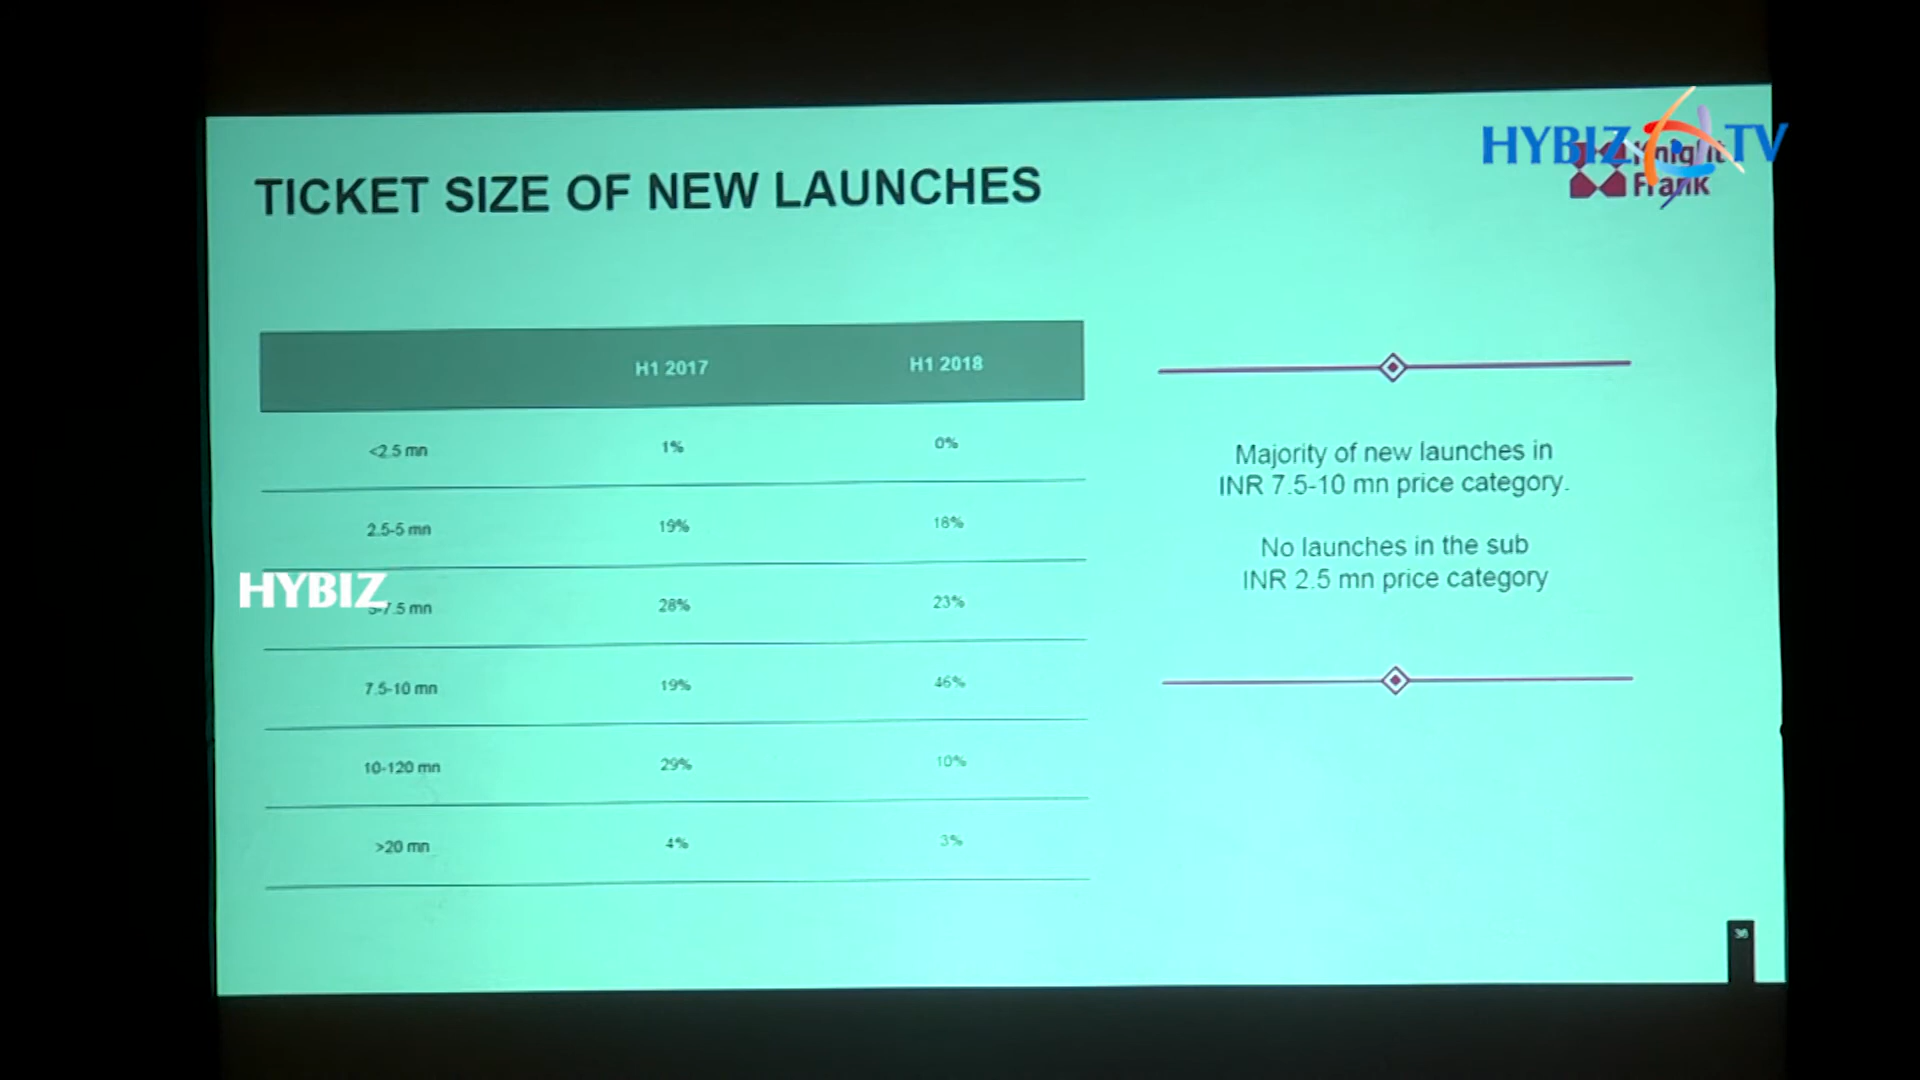 HYBIZ TV
Knight
Frank
TICKET SIZE OF NEW LAUNCHES
H1 2017 H1 2018
<2.5 mn 1% 0%
2.5-5 mn 19% 18%
HYBIZ
5-7.5 mn 28% 23%
7.5-10 mn 19% 46%
10-120 mn 29% 10%
>20 mn 4% 3%
Majority of new launches in
INR 7.5-10 mn price category.
No launches in the sub
INR 2.5 mn price category
36